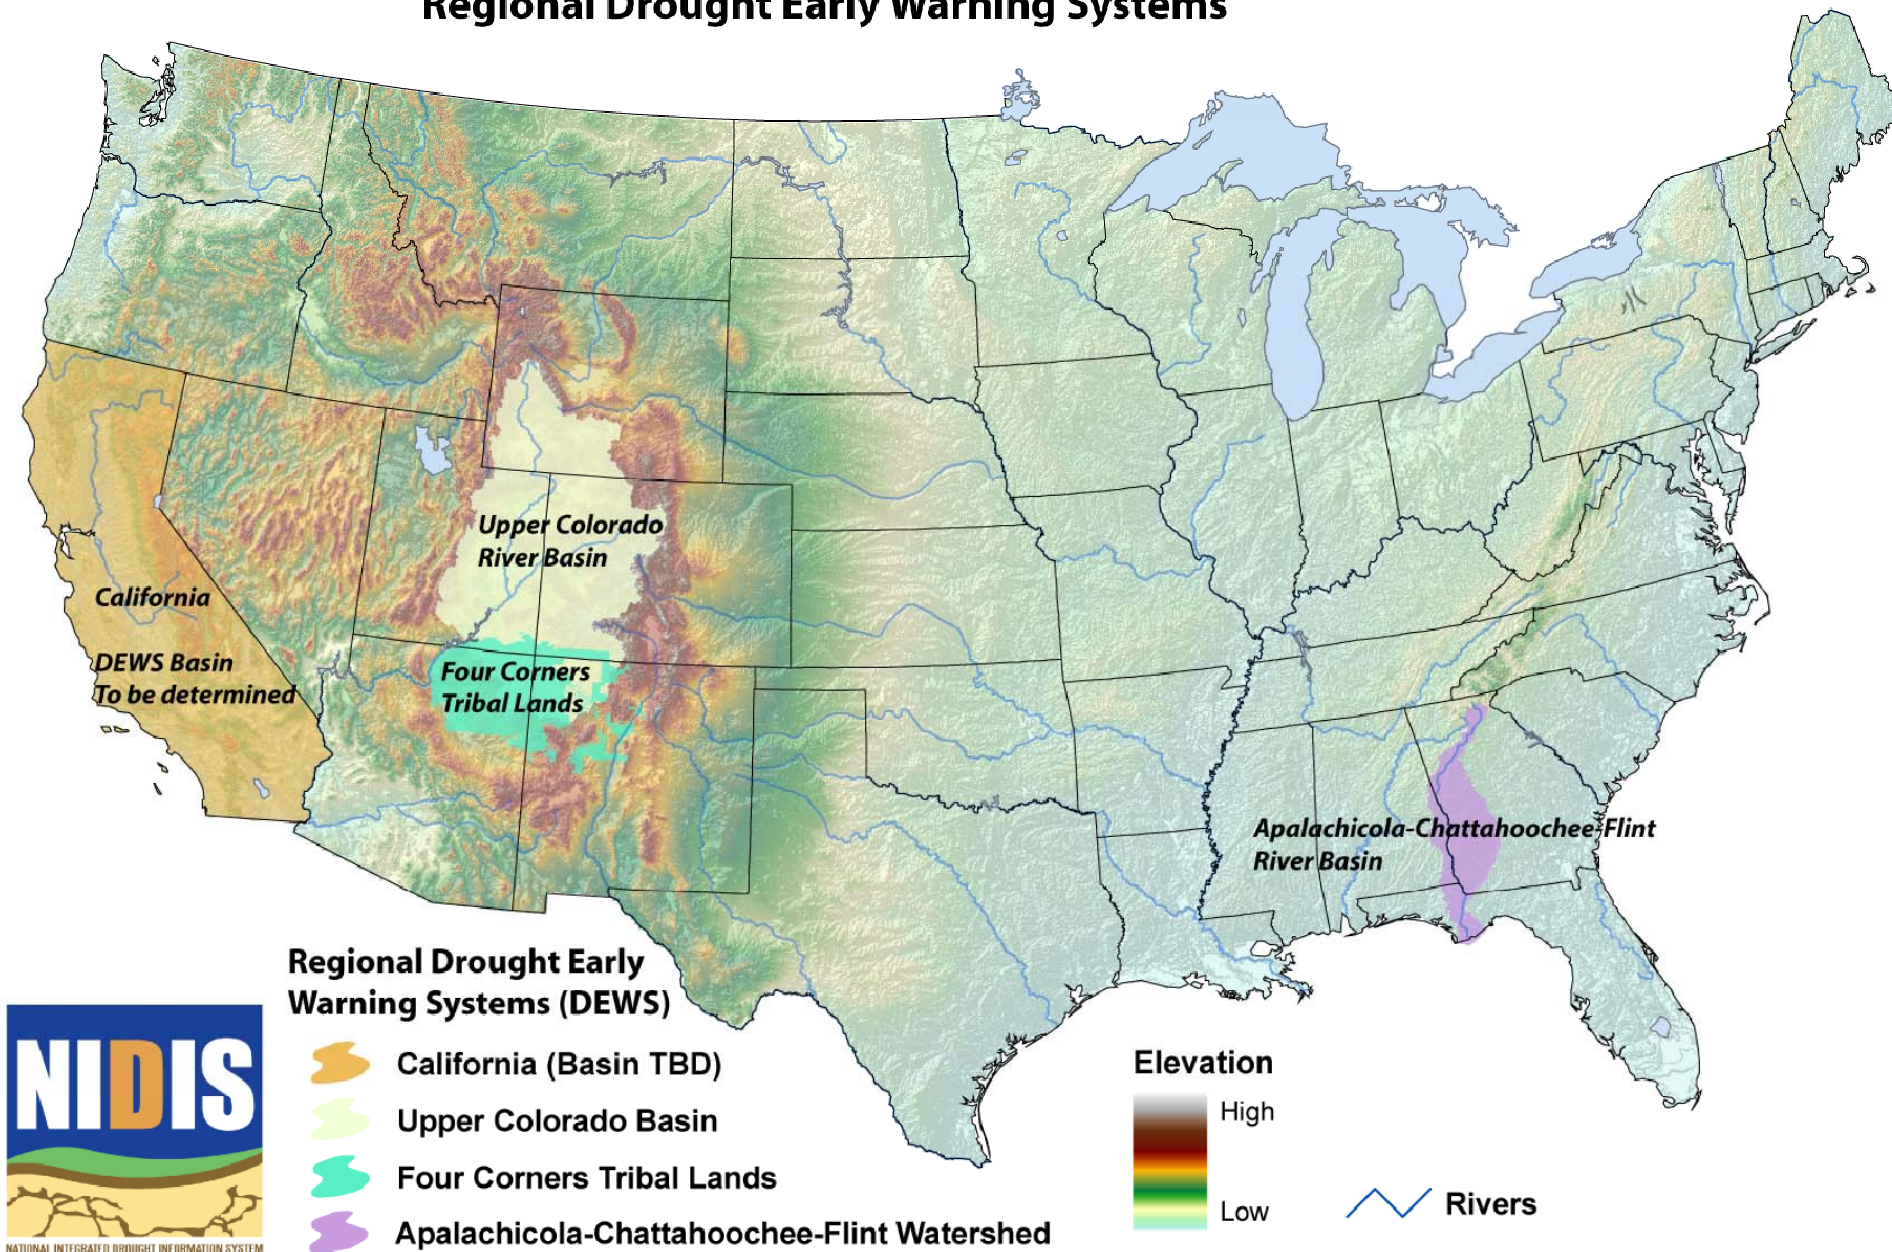 Regional Drought Early Warning Systems
Upper Colorado
River Basin
California
DEWS Basin
To be determined
Four Corners
Tribal Lands
Apalachicola-Chattahoochee-Flint
River Basin
Regional Drought Early
Warning Systems (DEWS)
California (Basin TBD)
Upper Colorado Basin
Four Corners Tribal Lands
Apalachicola-Chattahoochee-Flint Watershed
NIDIS
NATIONAL INTEGRATED DROUGHT INFORMATION SYSTEM
Elevation
High
Low
Rivers